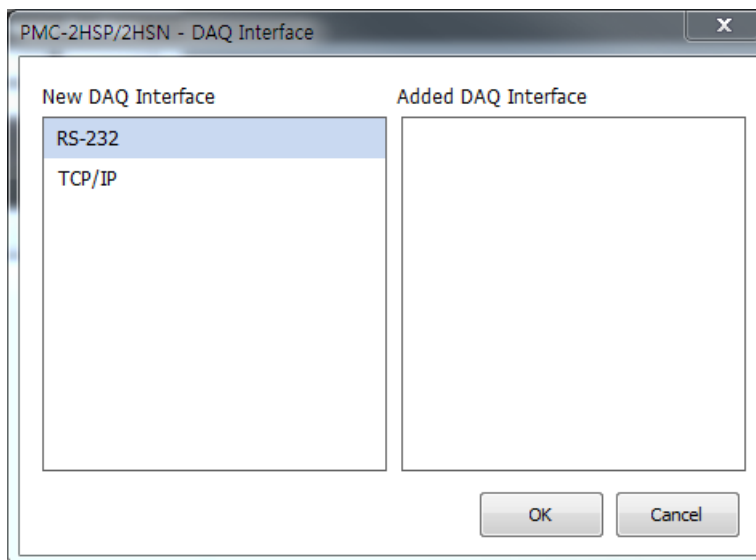 PMC-2HSP/2HSN - DAQ Interface
New DAQ Interface
Added DAQ Interface
RS-232
TCP/IP
OK
Cancel